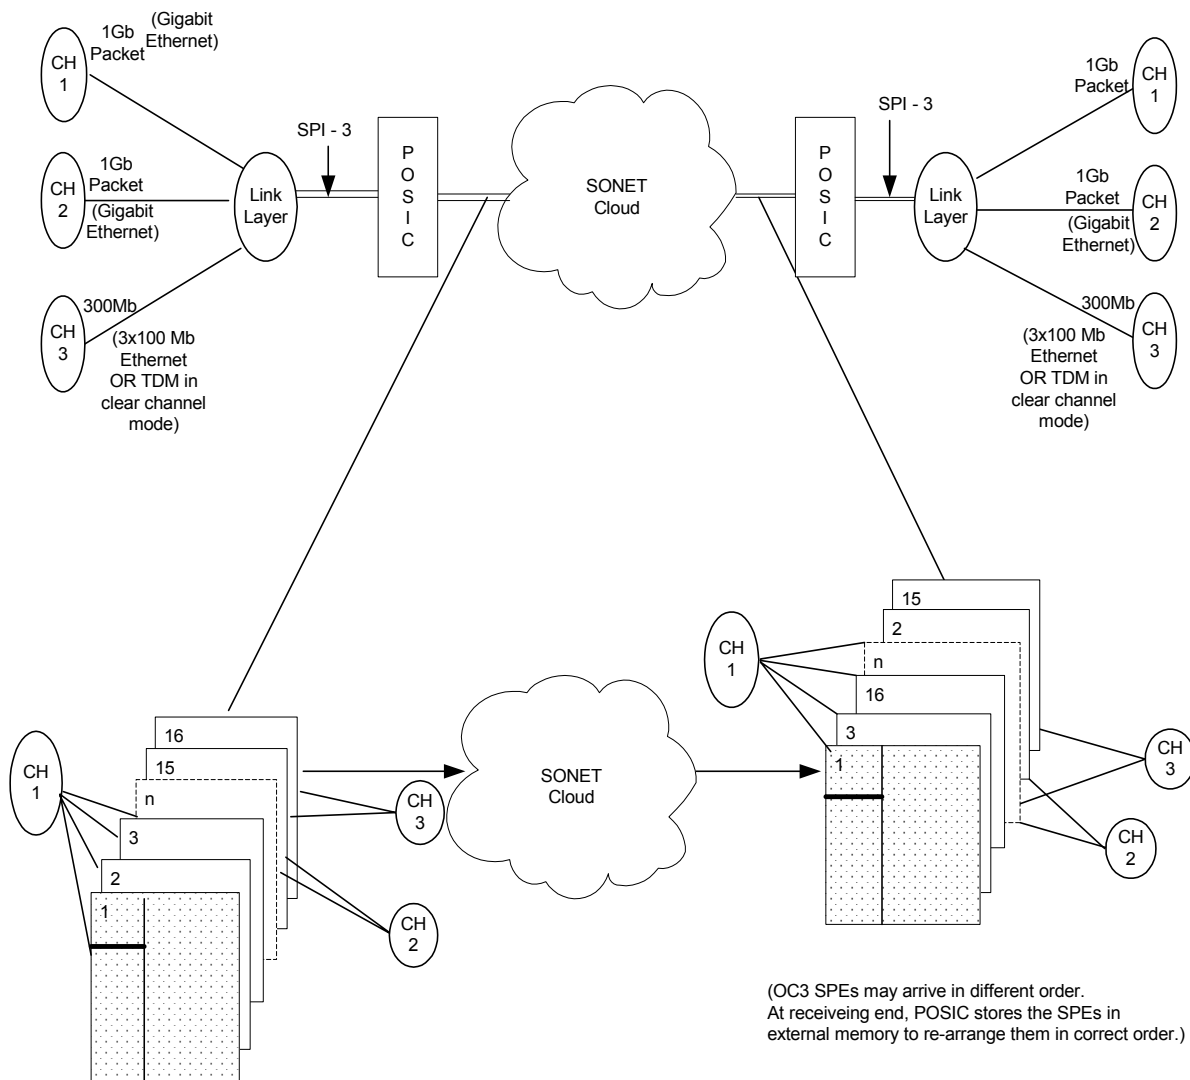 1Gb
Packet
(Gigabit
Ethernet)
CH
1
1Gb
Packet
(Gigabit
Ethernet)
CH
2
300Mb
CH
3
(3x100 Mb
Ethernet
OR TDM in
clear channel
mode)
Link
Layer
SPI - 3
P
O
S
I
C
SONET
Cloud
P
O
S
I
C
SPI - 3
Link
Layer
1Gb
Packet
CH
1
1Gb
Packet
(Gigabit
Ethernet)
CH
2
300Mb
CH
3
(3x100 Mb
Ethernet
OR TDM in
clear channel
mode)
CH
1
16
15
n
3
2
1
CH
3
CH
2
SONET
Cloud
CH
1
15
2
n
16
3
1
CH
3
CH
2
(OC3 SPEs may arrive in different order.
At receiveing end, POSIC stores the SPEs in
external memory to re-arrange them in correct order.)